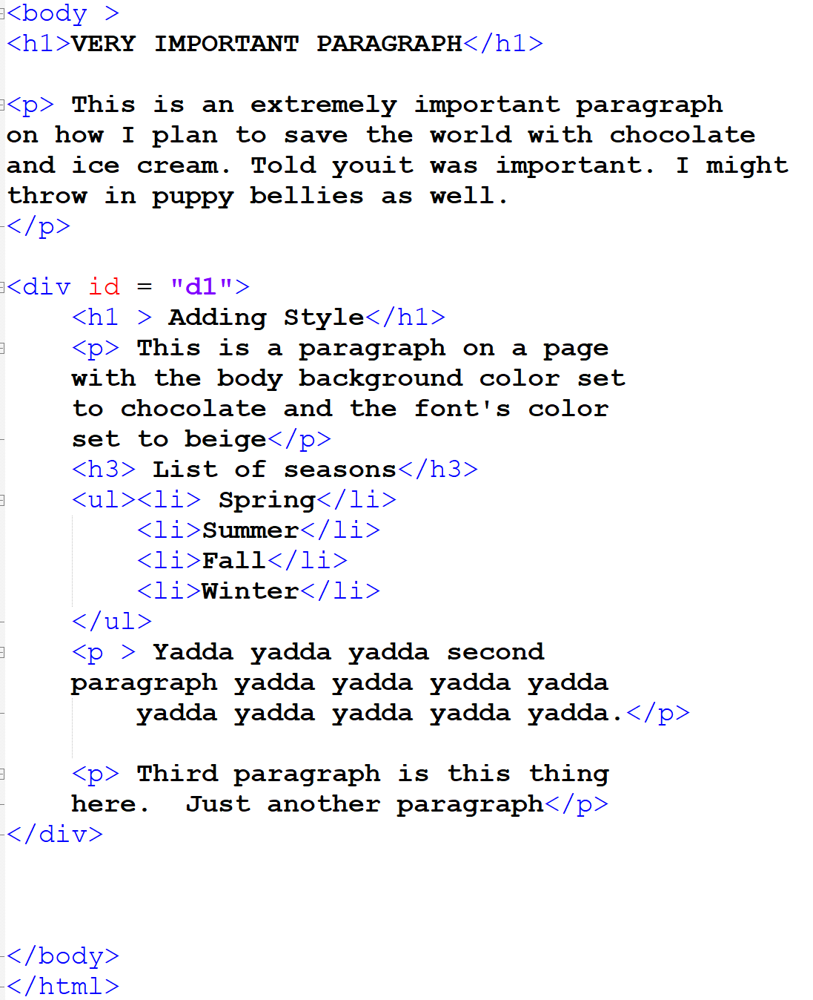 <body >
<h1>VERY IMPORTANT PARAGRAPH</h1>
<p> This is an extremely important paragraph
on how I plan to save the world with chocolate
and ice cream. Told youit was important. I might
throw in puppy bellies as well.
</p>
<div id = "d1">
<h1 > Adding Style</h1>
<p> This is a paragraph on a page
with the body background color set
to chocolate and the font's color
set to beige</p>
<h3> List of seasons</h3>
<ul><li> Spring</li>
<li>Summer</li>
<li>Fall</li>
<li>Winter</li>
</ul>
<p > Yadda yadda yadda second
paragraph yadda yadda yadda yadda
yadda yadda yadda yadda yadda.</p>
<p> Third paragraph is this thing
here.  Just another paragraph</p>
</div>
</body>
</html>